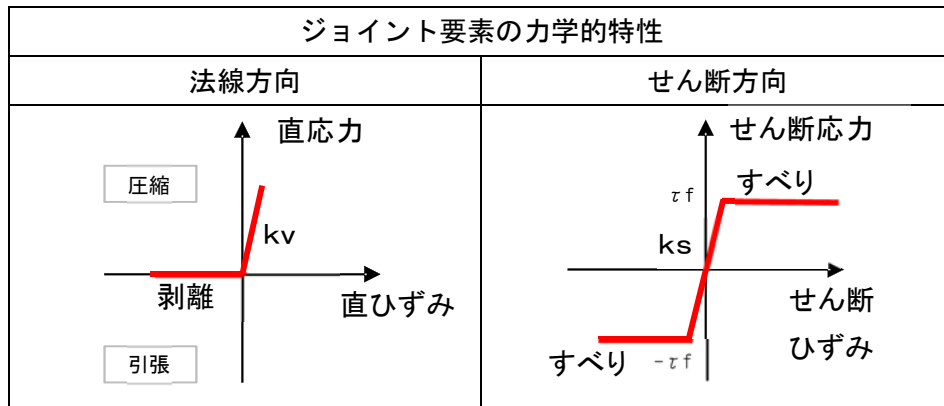 ジョイント要素の力学的特性
法線方向
せん断方向
直応力
圧縮
kv
剥離
直ひずみ
引張
せん断応力
τf
すべり
ks
せん断
ひずみ
すべり
-τf